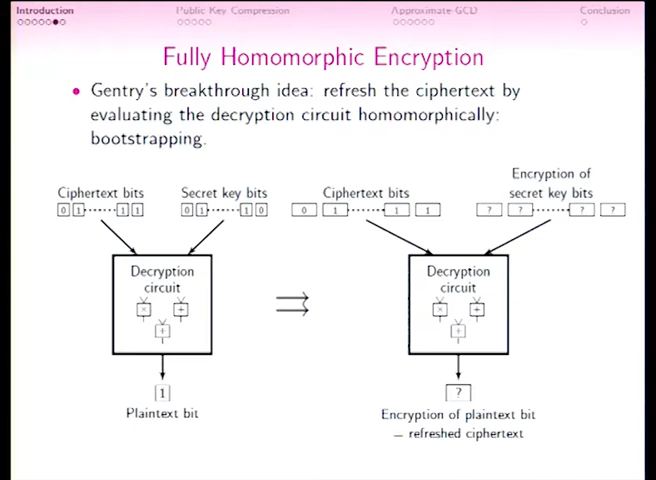 Introduction
Public Key Compression
Approximate GCD
Conclusion
Fully Homomorphic Encryption
Gentry's breakthrough idea: refresh the ciphertext by
evaluating the decryption circuit homomorphically:
bootstrapping.
Ciphertext bits
0 1 1 1
Secret key bits
0 1 1 0
Decryption
circuit
× +
+
1
Plaintext bit
⇒
Ciphertext bits
0 1 1 1
Encryption of
secret key bits
? ? ? ?
Decryption
circuit
× +
+
?
Encryption of plaintext bit
= refreshed ciphertext